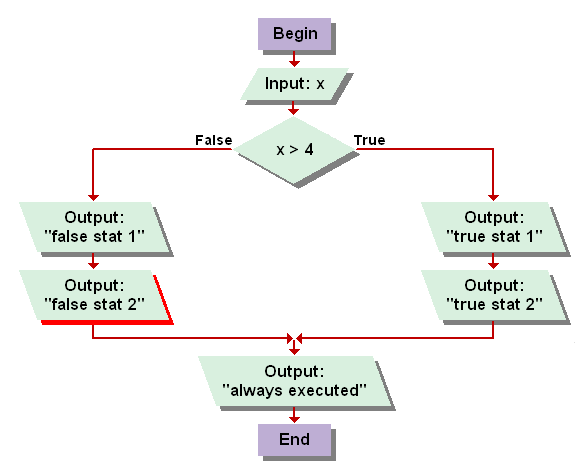 Begin
Input: x
False
x > 4
True
Output:
"false stat 1"
Output:
"true stat 1"
Output:
"false stat 2"
Output:
"true stat 2"
Output:
"always executed"
End